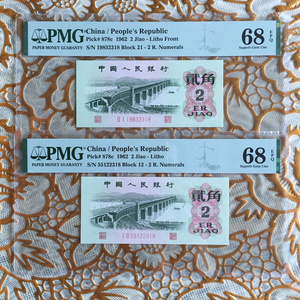 PMG
PAPER MONEY GUARANTY
China / People's Republic
Pick# 878c 1962 2 Jiao - Litho Front
S/N 19832318 Block 21 - 2 R. Numerals
68 EPQ
Superb Gem Unc
中国人民银行
贰角
2
ER JIAO
19832318
PMG
PAPER MONEY GUARANTY
China / People's Republic
Pick# 878c 1962 2 Jiao - Litho
S/N 55122318 Block 12 - 2 R. Numerals
68 EPQ
Superb Gem Unc
中国人民银行
贰角
2
ER JIAO
55122318